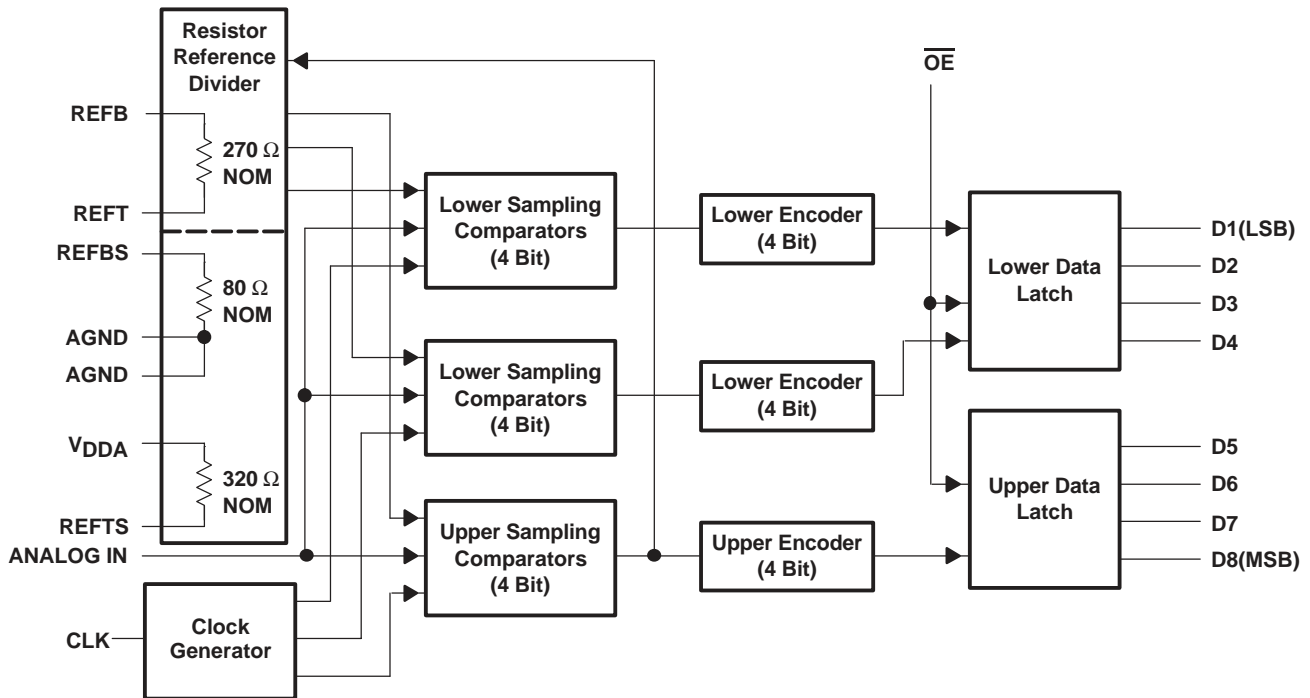 Resistor
Reference
Divider
OE
REFB
270 Ω
NOM
REFT
REFBS
80 Ω
NOM
AGND
AGND
VDDA
320 Ω
NOM
REFTS
ANALOG IN
CLK
Clock
Generator
Lower Sampling
Comparators
(4 Bit)
Lower Encoder
(4 Bit)
Lower Sampling
Comparators
(4 Bit)
Lower Encoder
(4 Bit)
Upper Sampling
Comparators
(4 Bit)
Upper Encoder
(4 Bit)
Lower Data
Latch
D1(LSB)
D2
D3
D4
Upper Data
Latch
D5
D6
D7
D8(MSB)